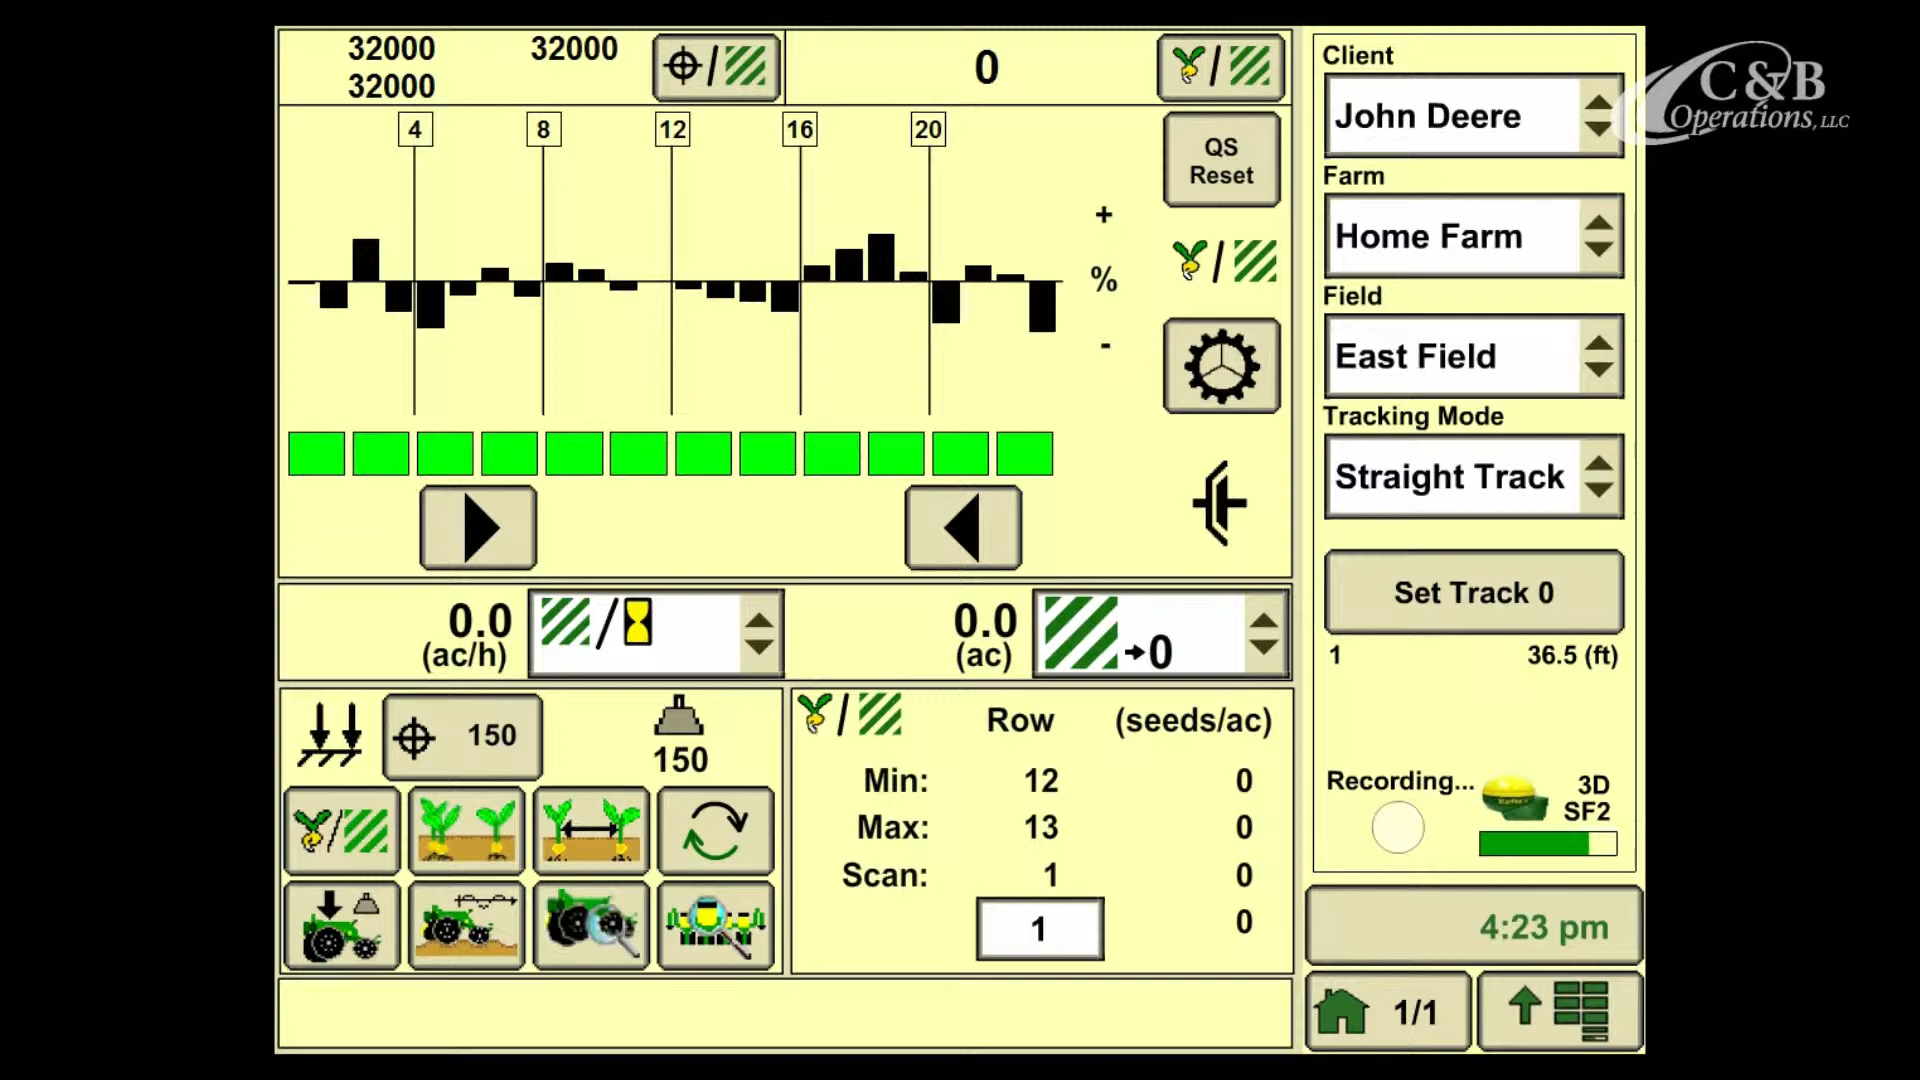 32000
32000
32000
0
4
8
12
16
20
QS
Reset
+
%
-
0.0
(ac/h)
0.0
(ac)
→0
150
150
Row (seeds/ac)
Min: 12 0
Max: 13 0
Scan: 1 0
1 0
Client
John Deere
Farm
Home Farm
Field
East Field
Tracking Mode
Straight Track
Set Track 0
1 36.5 (ft)
Recording...
3D
SF2
4:23 pm
1/1
C&B
Operations, LLC